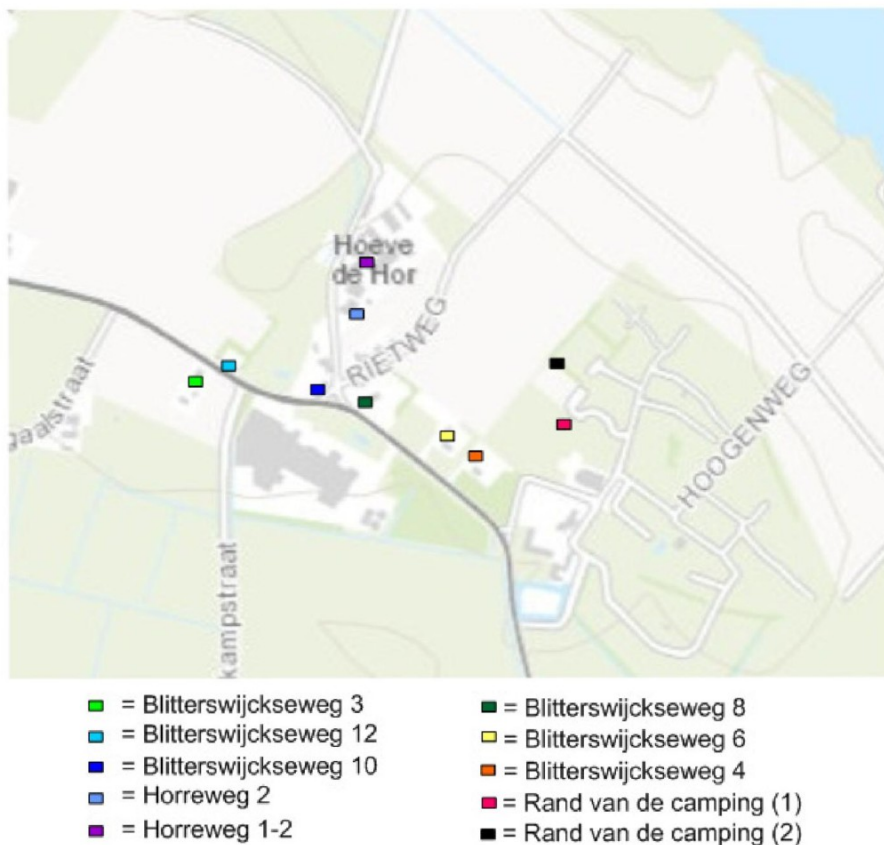 Hoeve
de Hor
RIETWEG
gaalstraat
HOOGENWEG
kampstraat
= Blitterswijckseweg 3
= Blitterswijckseweg 12
= Blitterswijckseweg 10
= Horreweg 2
= Horreweg 1-2
= Blitterswijckseweg 8
= Blitterswijckseweg 6
= Blitterswijckseweg 4
= Rand van de camping (1)
= Rand van de camping (2)